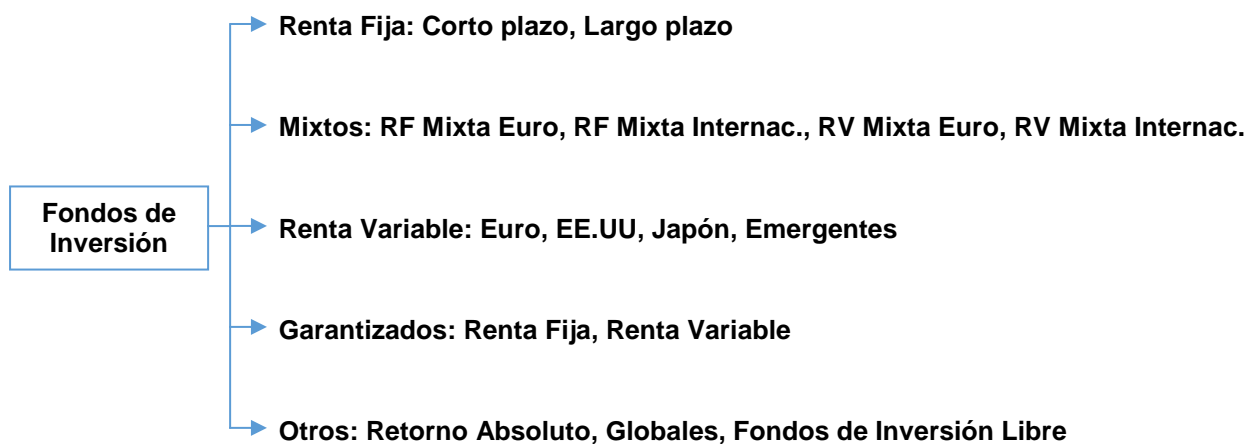 Renta Fija: Corto plazo, Largo plazo
Mixtos: RF Mixta Euro, RF Mixta Internac., RV Mixta Euro, RV Mixta Internac.
Fondos de
Inversión
Renta Variable: Euro, EE.UU, Japón, Emergentes
Garantizados: Renta Fija, Renta Variable
Otros: Retorno Absoluto, Globales, Fondos de Inversión Libre